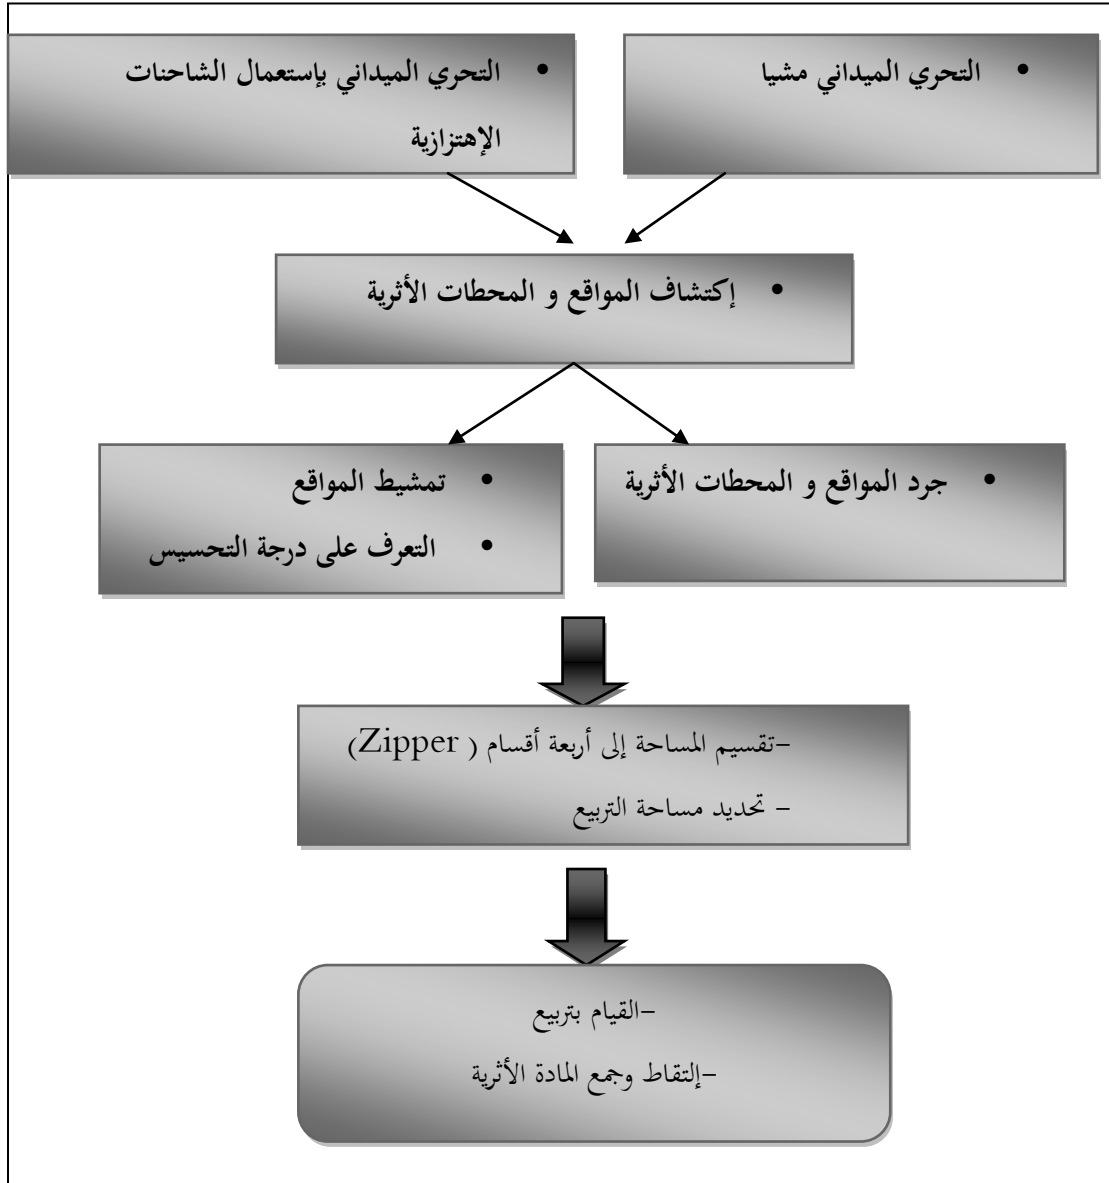 • التحري الميداني مشيا
• التحري الميداني بإستعمال الشاحنات
الإهتزازية
• إكتشاف المواقع و المحطات الأثرية
• جرد المواقع و المحطات الأثرية
• تمشيط المواقع
• التعرف على درجة التحسيس
-تقسيم المساحة إلى أربعة أقسام ( Zipper)
- تحديد مساحة التربيع
-القيام بتربيع
-إلتقاط وجمع المادة الأثرية